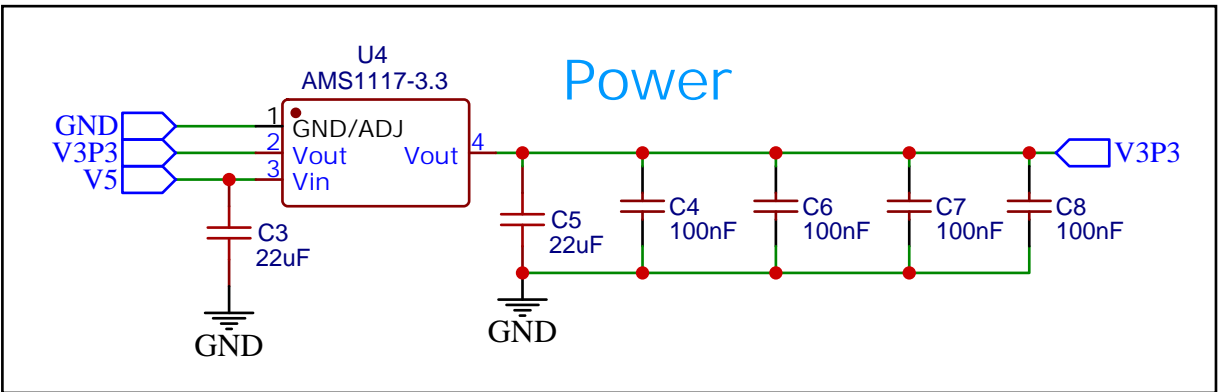 U4
AMS1117-3.3
Power
GND
V3P3
V5
1
2
3
GND/ADJ
Vout
Vin
Vout
4
V3P3
C3
22uF
GND
C5
22uF
GND
C4
100nF
C6
100nF
C7
100nF
C8
100nF